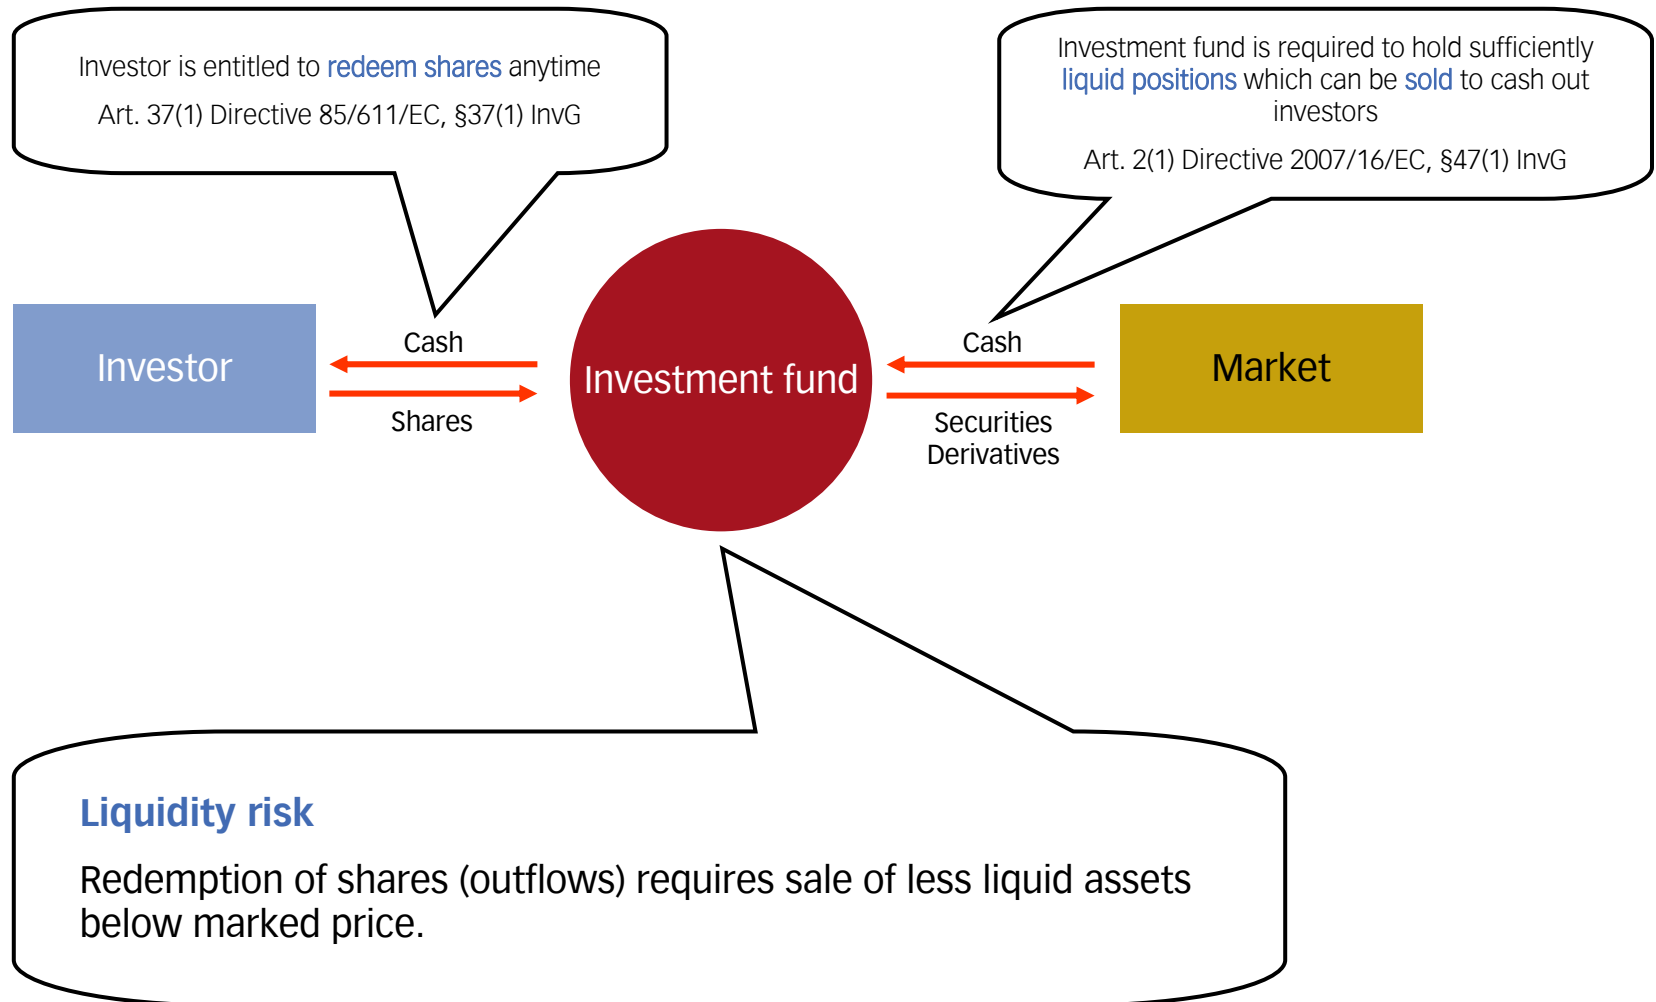 Investor is entitled to redeem shares anytime
Art. 37(1) Directive 85/611/EC, §37(1) InvG
Investment fund is required to hold sufficiently
liquid positions which can be sold to cash out
investors
Art. 2(1) Directive 2007/16/EC, §47(1) InvG
Investor
Cash
Shares
Investment fund
Cash
Securities
Derivatives
Market
Liquidity risk
Redemption of shares (outflows) requires sale of less liquid assets
below marked price.